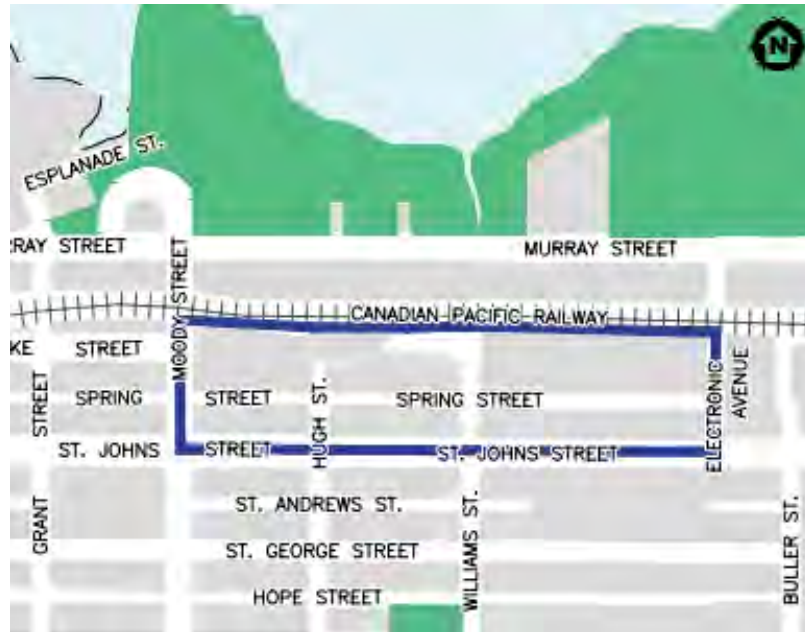 N
ESPLANADE ST.
RRAY STREET
MURRAY STREET
MOODY STREET
CANADIAN PACIFIC RAILWAY
KE STREET
SPRING STREET
SPRING STREET
HUGH ST.
ELECTRONIC
AVENUE
GRANT STREET
ST. JOHNS STREET
ST. JOHNS STREET
ST. ANDREWS ST.
WILLIAMS ST.
BULLER ST.
ST. GEORGE STREET
HOPE STREET